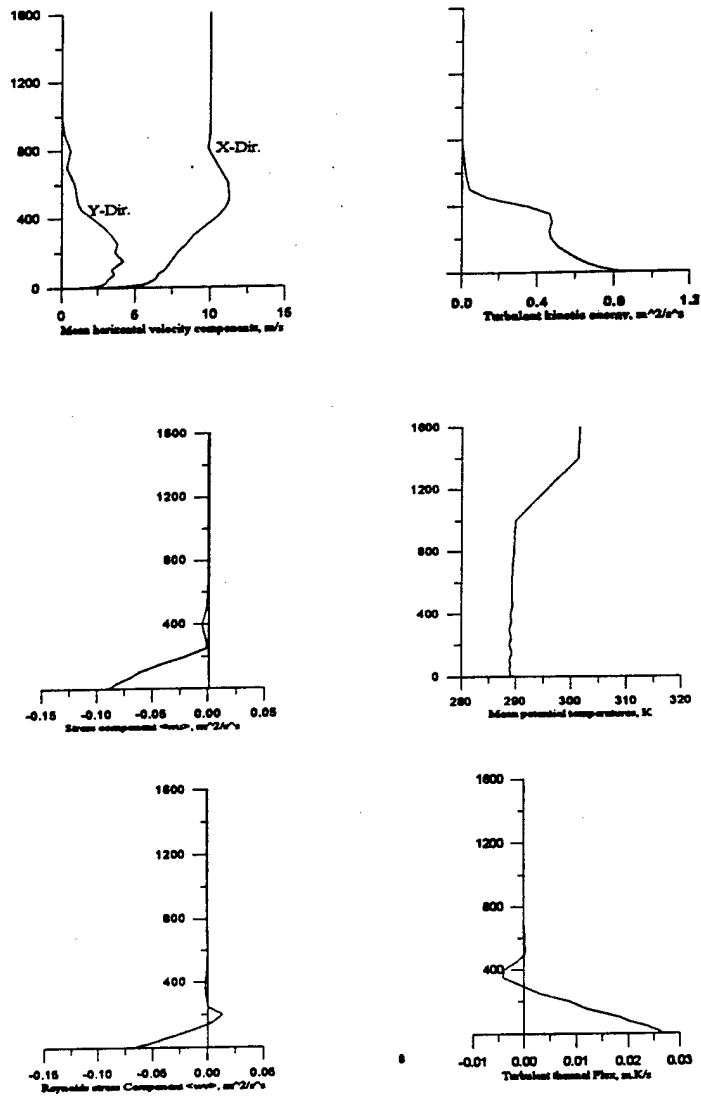 1600
1200
800
400
0
X-Dir.
Y-Dir.
0 5 10 15
Mean horizontal velocity components, m/s
0.0 0.4 0.8 1.2
Turbulent kinetic energy, m^2/s^s
1600
1200
800
400
-0.15 -0.10 -0.05 0.00 0.05
Stress component <wu>, m^2/s^s
1600
1200
800
400
0
280 290 300 310 320
Mean potential temperatures, K
1600
1200
800
400
-0.15 -0.10 -0.05 0.00 0.05
Reynolds stress Component <wv>, m^2/s^s
1600
1200
800
400
8
-0.01 0.00 0.01 0.02 0.03
Turbulent thermal Flux, m.K/s